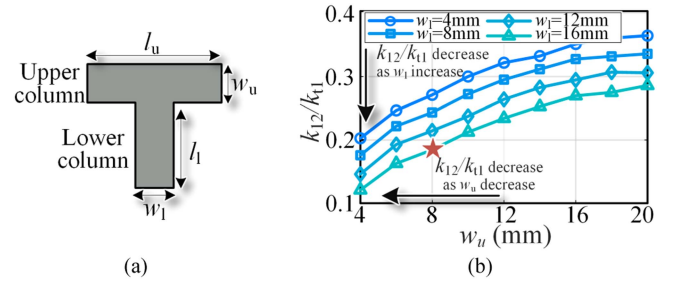 l_u
Upper column
w_u
Lower column
l_l
w_l
(a)
w_l=4mm
w_l=12mm
w_l=8mm
w_l=16mm
k_12/k_t1 decrease
as w_l increase
k_12/k_t1 decrease
as w_u decrease
k_12/k_t1
0.4
0.3
0.2
0.1
4
8
12
16
20
w_u (mm)
(b)